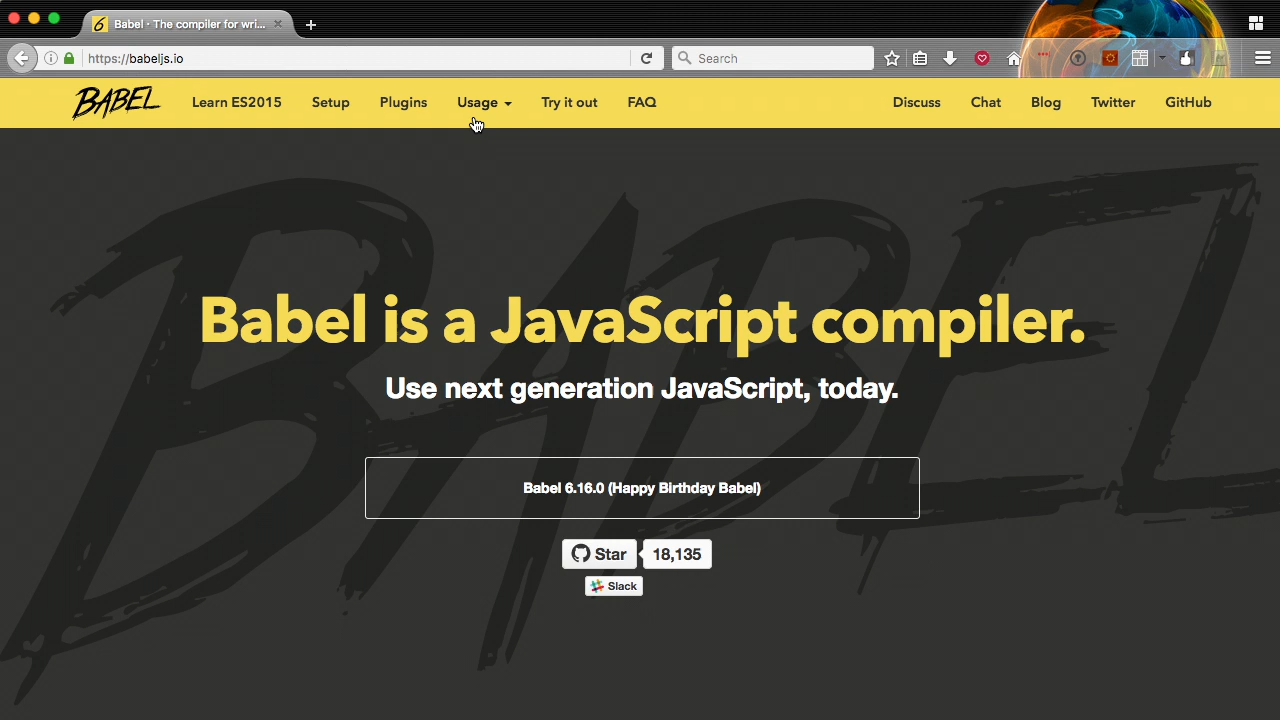 6 Babel · The compiler for wri...
https://babeljs.io
Search
BABEL Learn ES2015 Setup Plugins Usage Try it out FAQ Discuss Chat Blog Twitter GitHub
BABEL
Babel is a JavaScript compiler.
Use next generation JavaScript, today.
Babel 6.16.0 (Happy Birthday Babel)
Star 18,135
Slack